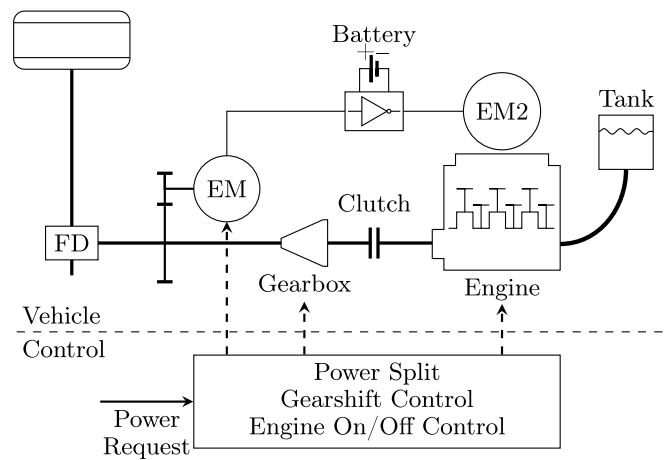 Battery
+ −
EM2
Tank
EM
Clutch
FD
Gearbox
Engine
Vehicle
Control
Power Split
Gearshift Control
Engine On/Off Control
Power
Request